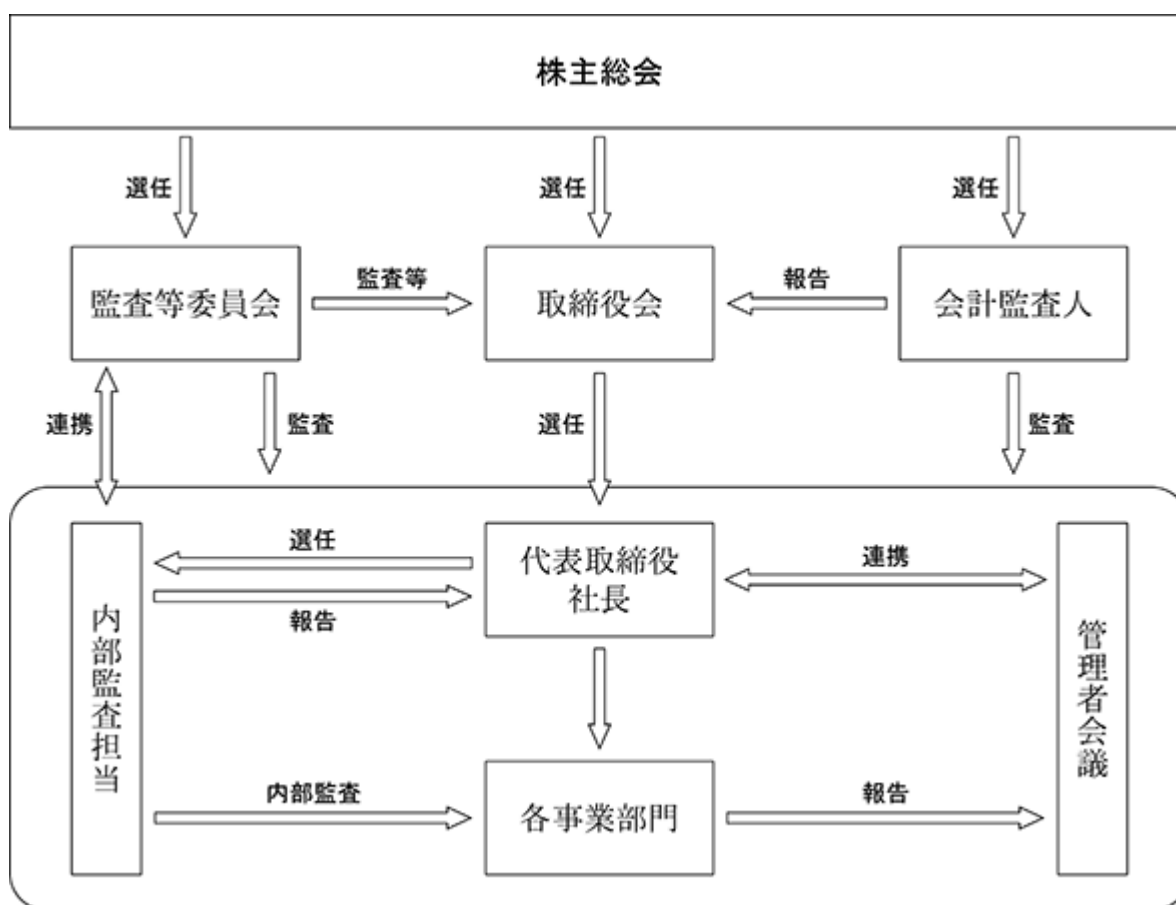 株主総会
選任
選任
選任
監査等委員会
監査等
取締役会
報告
会計監査人
連携
監査
選任
監査
内部監査担当
選任
報告
代表取締役
社長
連携
管理者会議
内部監査
各事業部門
報告